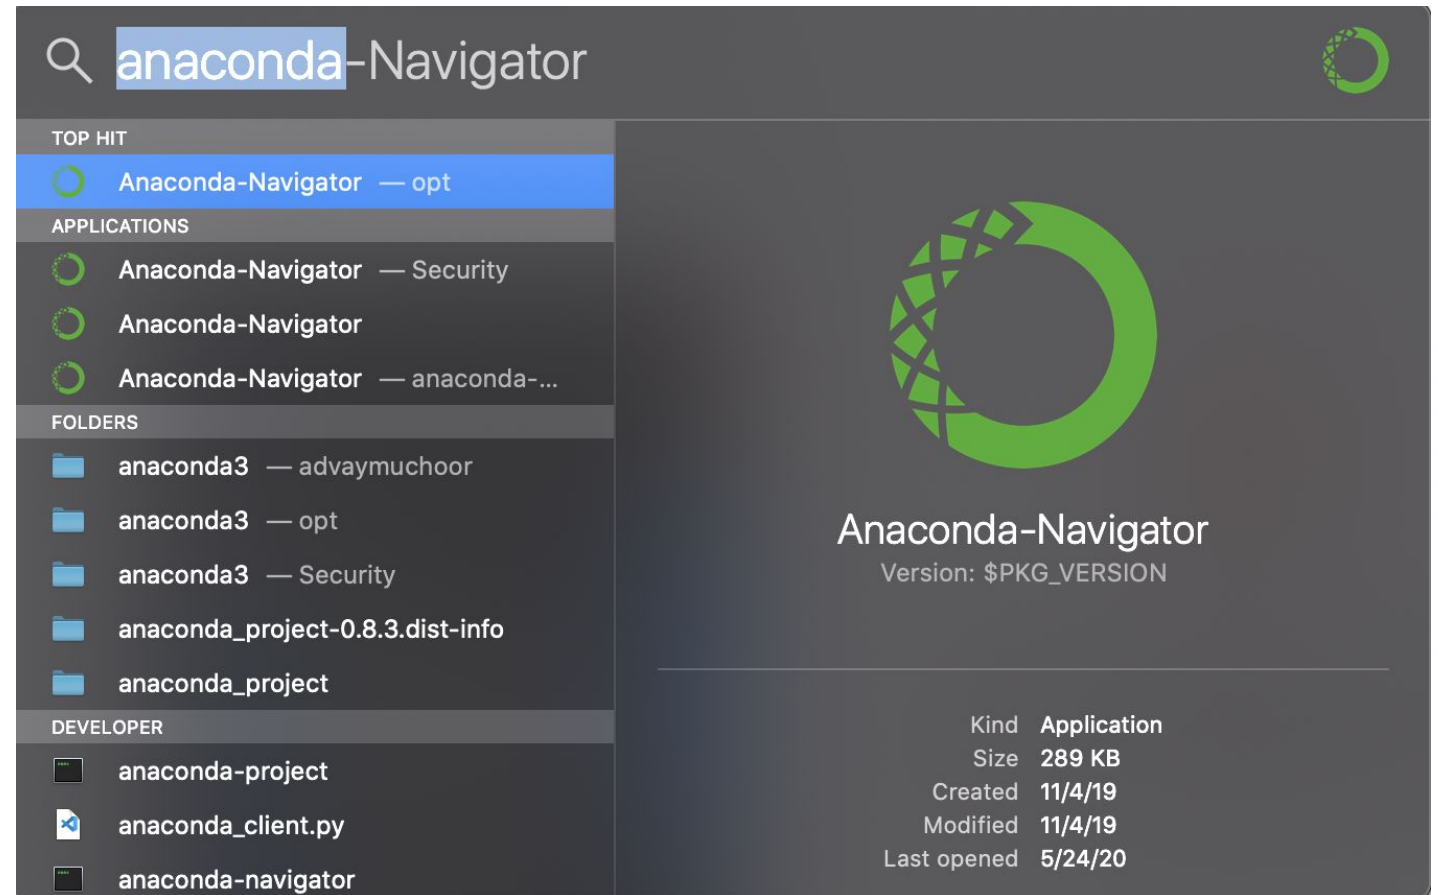 anaconda-Navigator
TOP HIT
Anaconda-Navigator — opt
APPLICATIONS
Anaconda-Navigator — Security
Anaconda-Navigator
Anaconda-Navigator — anaconda-...
FOLDERS
anaconda3 — advaymuchoor
anaconda3 — opt
anaconda3 — Security
anaconda_project-0.8.3.dist-info
anaconda_project
DEVELOPER
anaconda-project
anaconda_client.py
anaconda-navigator
Anaconda-Navigator
Version: $PKG_VERSION
Kind Application
Size 289 KB
Created 11/4/19
Modified 11/4/19
Last opened 5/24/20